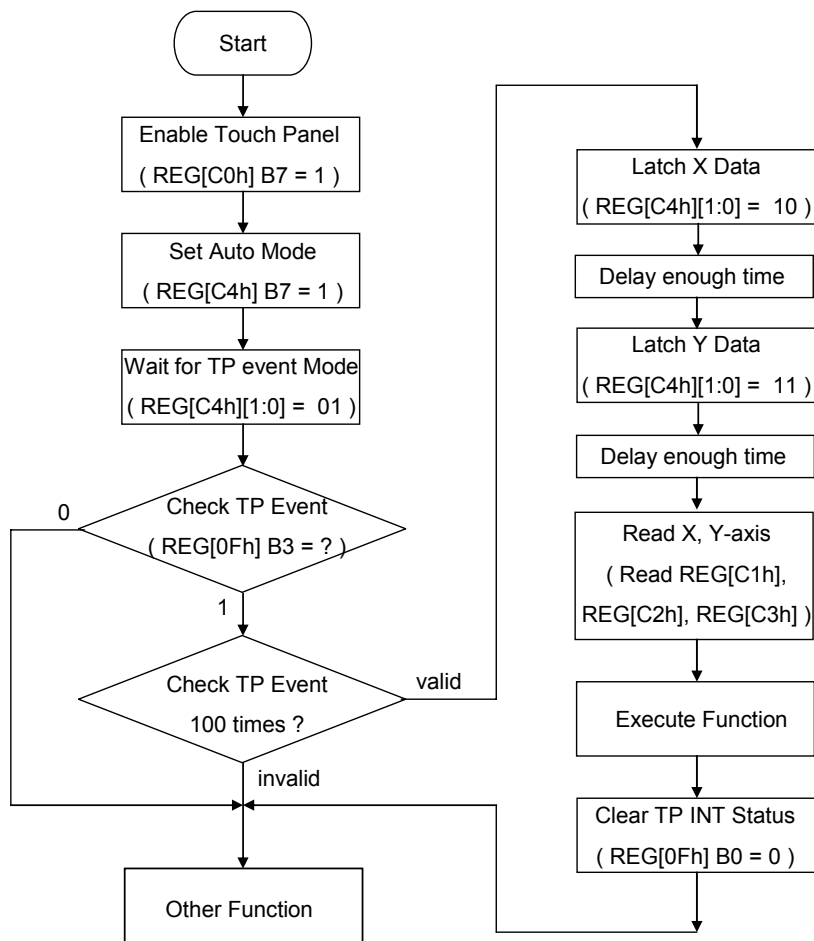 Start
Enable Touch Panel
( REG[C0h] B7 = 1 )
Set Auto Mode
( REG[C4h] B7 = 1 )
Wait for TP event Mode
( REG[C4h][1:0] = 01 )
0
Check TP Event
( REG[0Fh] B3 = ? )
1
Check TP Event
100 times ?
valid
invalid
Other Function
Latch X Data
( REG[C4h][1:0] = 10 )
Delay enough time
Latch Y Data
( REG[C4h][1:0] = 11 )
Delay enough time
Read X, Y-axis
( Read REG[C1h],
REG[C2h], REG[C3h] )
Execute Function
Clear TP INT Status
( REG[0Fh] B0 = 0 )